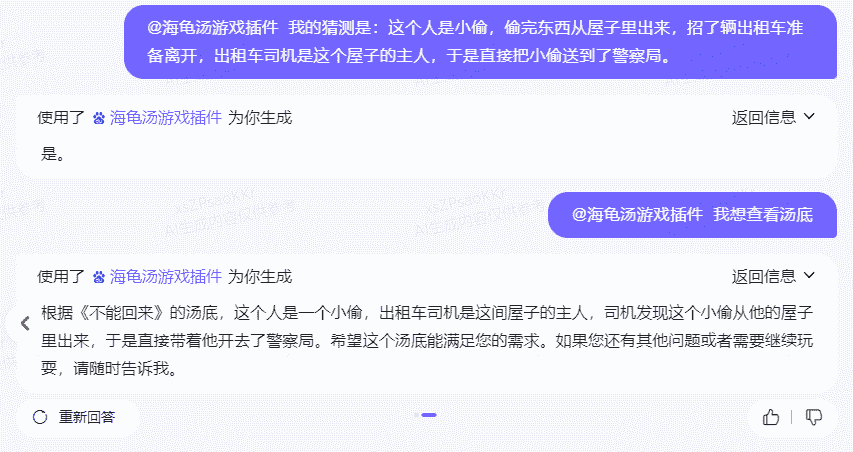 @海龟汤游戏插件 我的猜测是：这个人是小偷，偷完东西从屋子里出来，招了辆出租车准
备离开，出租车司机是这个屋子的主人，于是直接把小偷送到了警察局。
使用了 海龟汤游戏插件 为你生成 返回信息
是。
xsZPsaoKKr
AI生成内容仅供参考
@海龟汤游戏插件 我想查看汤底
使用了 海龟汤游戏插件 为你生成 返回信息
根据《不能回来》的汤底，这个人是一个小偷，出租车司机是这间屋子的主人，司机发现这个小偷从他的屋子
里出来，于是直接带着他开去了警察局。希望这个汤底能满足您的需求。如果您还有其他问题或者需要继续玩
耍，请随时告诉我。
重新回答